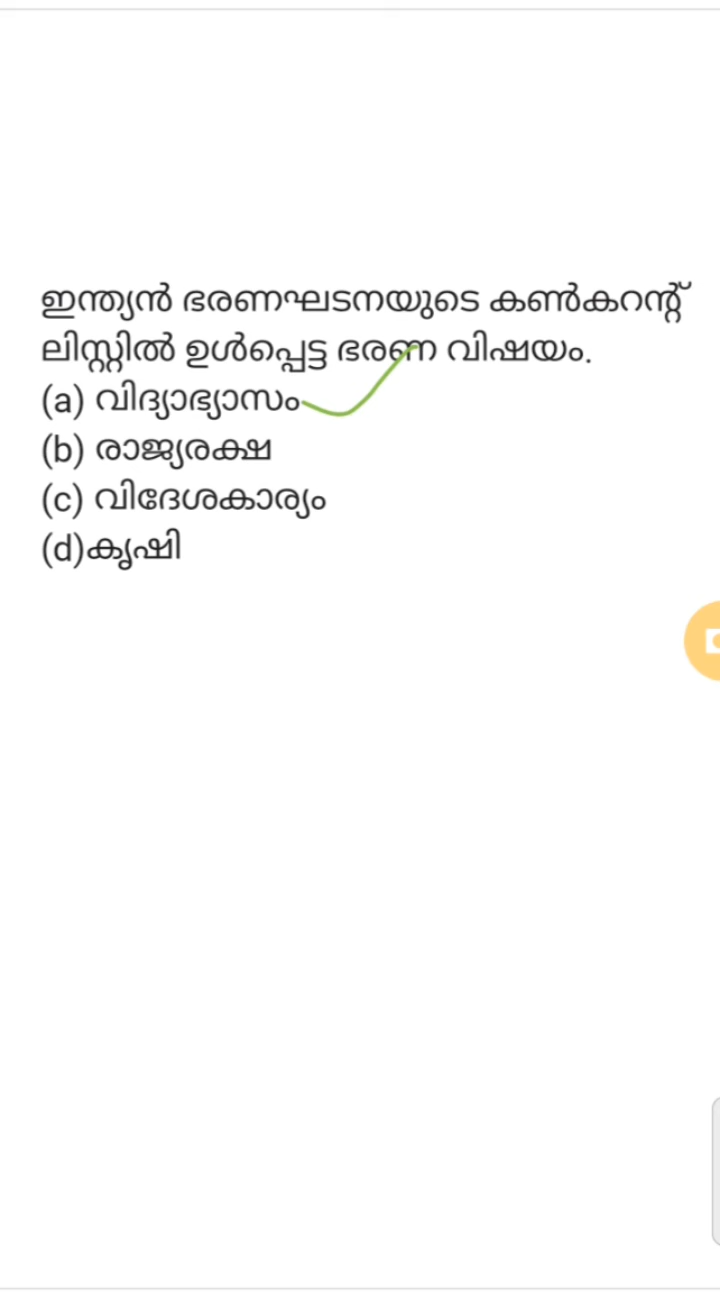 ഇന്ത്യൻ ഭരണഘടനയുടെ കൺകറന്റ്
ലിസ്റ്റിൽ ഉൾപ്പെട്ട ഭരണ വിഷയം.
(a) വിദ്യാഭ്യാസം
(b) രാജ്യരക്ഷ
(c) വിദേശകാര്യം
(d)കൃഷി